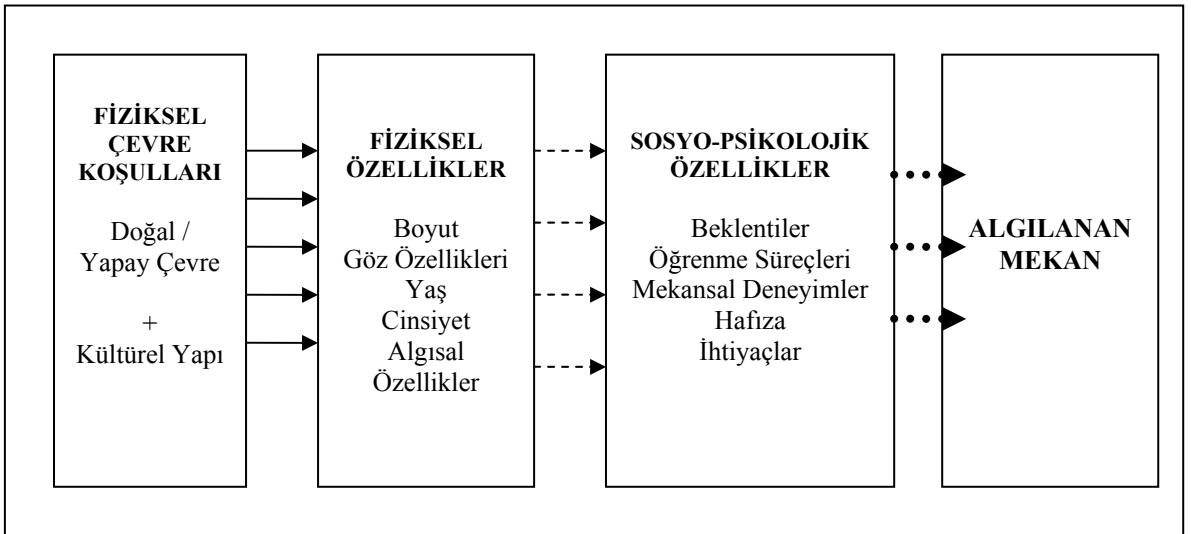 FİZİKSEL
ÇEVRE
KOŞULLARI
Doğal /
Yapay Çevre
+
Kültürel Yapı
FİZİKSEL
ÖZELLİKLER
Boyut
Göz Özellikleri
Yaş
Cinsiyet
Algısal
Özellikler
SOSYO-PSİKOLOJİK
ÖZELLİKLER
Beklentiler
Öğrenme Süreçleri
Mekansal Deneyimler
Hafıza
İhtiyaçlar
ALGILANAN
MEKAN